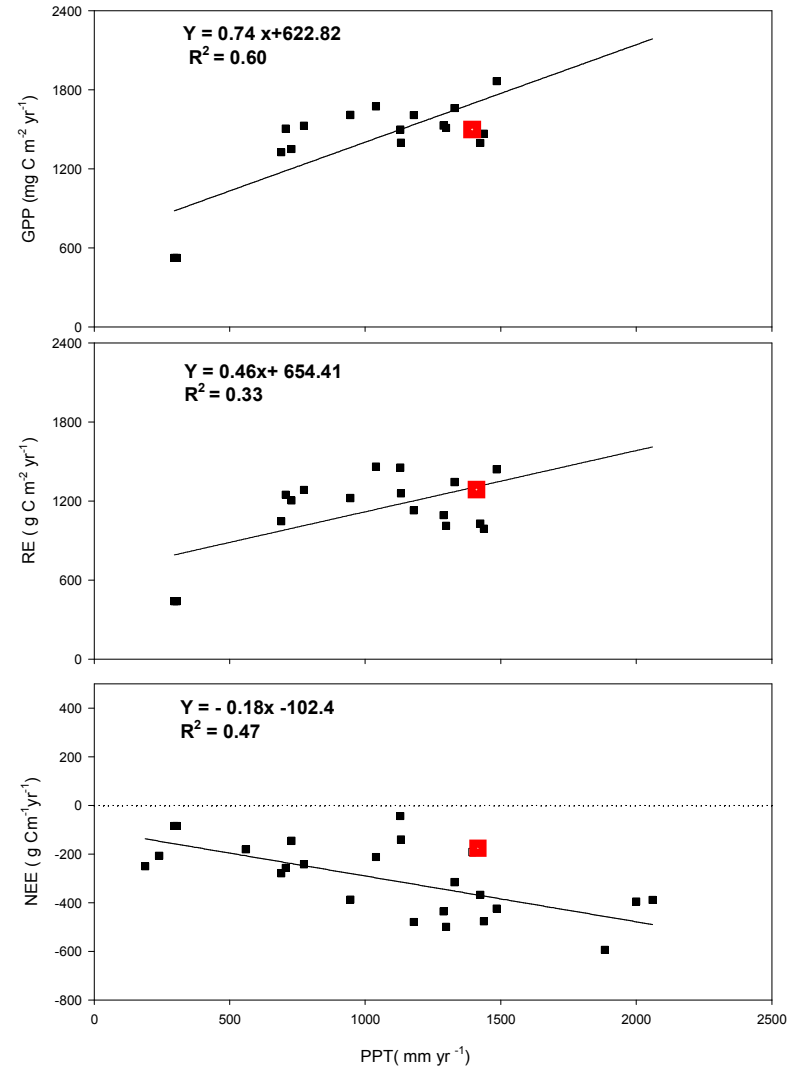 2400
Y = 0.74 x+622.82
R² = 0.60
1800
1200
600
0
GPP (mg C m⁻² yr⁻¹)
2400
Y = 0.46x+ 654.41
R² = 0.33
1800
1200
600
0
RE ( g C m⁻² yr⁻¹)
Y = - 0.18x -102.4
R² = 0.47
400
200
0
-200
-400
-600
-800
NEE ( g Cm⁻¹yr⁻¹)
0 500 1000 1500 2000 2500
PPT( mm yr ⁻¹)